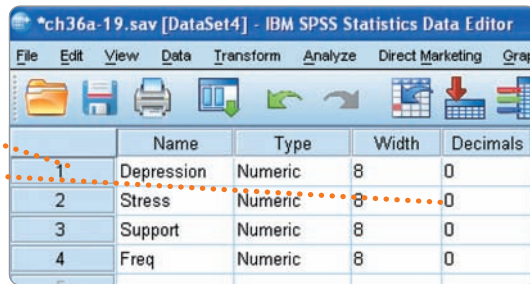 *ch36a-19.sav [DataSet4] - IBM SPSS Statistics Data Editor
File Edit View Data Transform Analyze Direct Marketing Grap
Name Type Width Decimals
1 Depression Numeric 8 0
2 Stress Numeric 8 0
3 Support Numeric 8 0
4 Freq Numeric 8 0